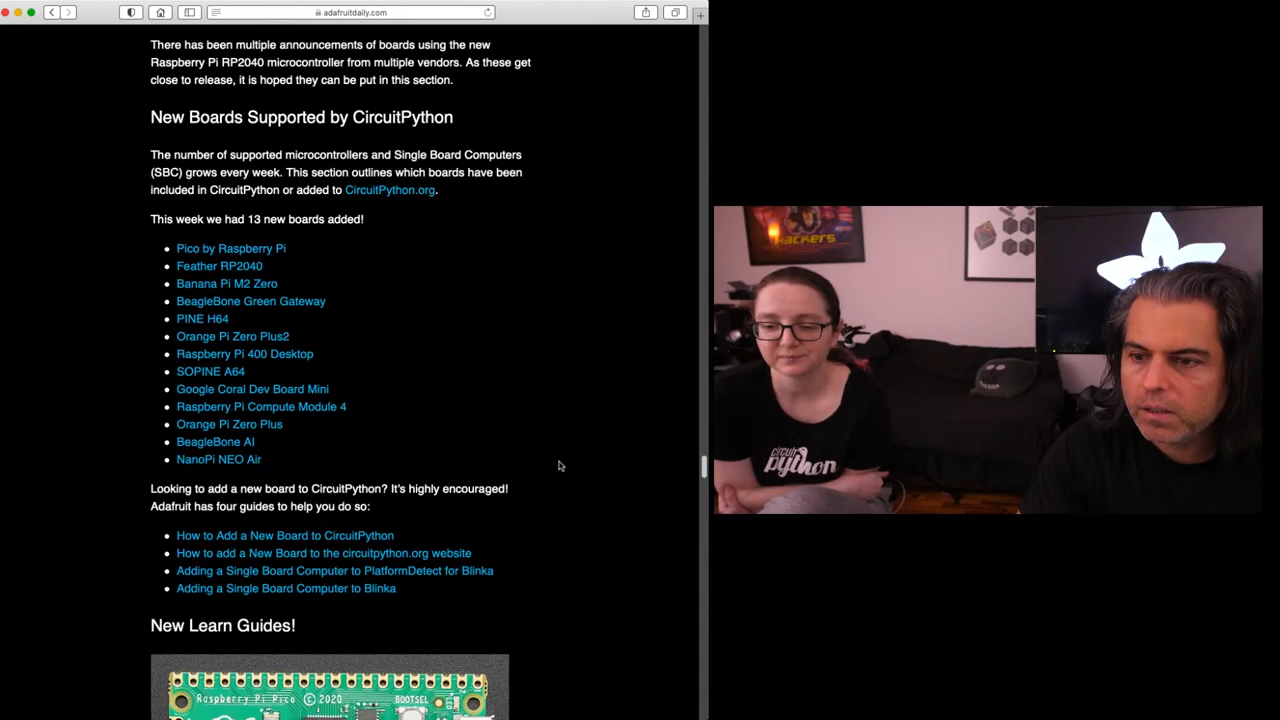 adafruitdaily.com
There has been multiple announcements of boards using the new
Raspberry Pi RP2040 microcontroller from multiple vendors. As these get
close to release, it is hoped they can be put in this section.
New Boards Supported by CircuitPython
The number of supported microcontrollers and Single Board Computers
(SBC) grows every week. This section outlines which boards have been
included in CircuitPython or added to CircuitPython.org.
This week we had 13 new boards added!
Pico by Raspberry Pi
Feather RP2040
Banana Pi M2 Zero
BeagleBone Green Gateway
PINE H64
Orange Pi Zero Plus2
Raspberry Pi 400 Desktop
SOPINE A64
Google Coral Dev Board Mini
Raspberry Pi Compute Module 4
Orange Pi Zero Plus
BeagleBone AI
NanoPi NEO Air
Looking to add a new board to CircuitPython? It's highly encouraged!
Adafruit has four guides to help you do so:
How to Add a New Board to CircuitPython
How to add a New Board to the circuitpython.org website
Adding a Single Board Computer to PlatformDetect for Blinka
Adding a Single Board Computer to Blinka
New Learn Guides!
Raspberry Pi Pico © 2020 BOOTSEL
HACKERS
circuit
python